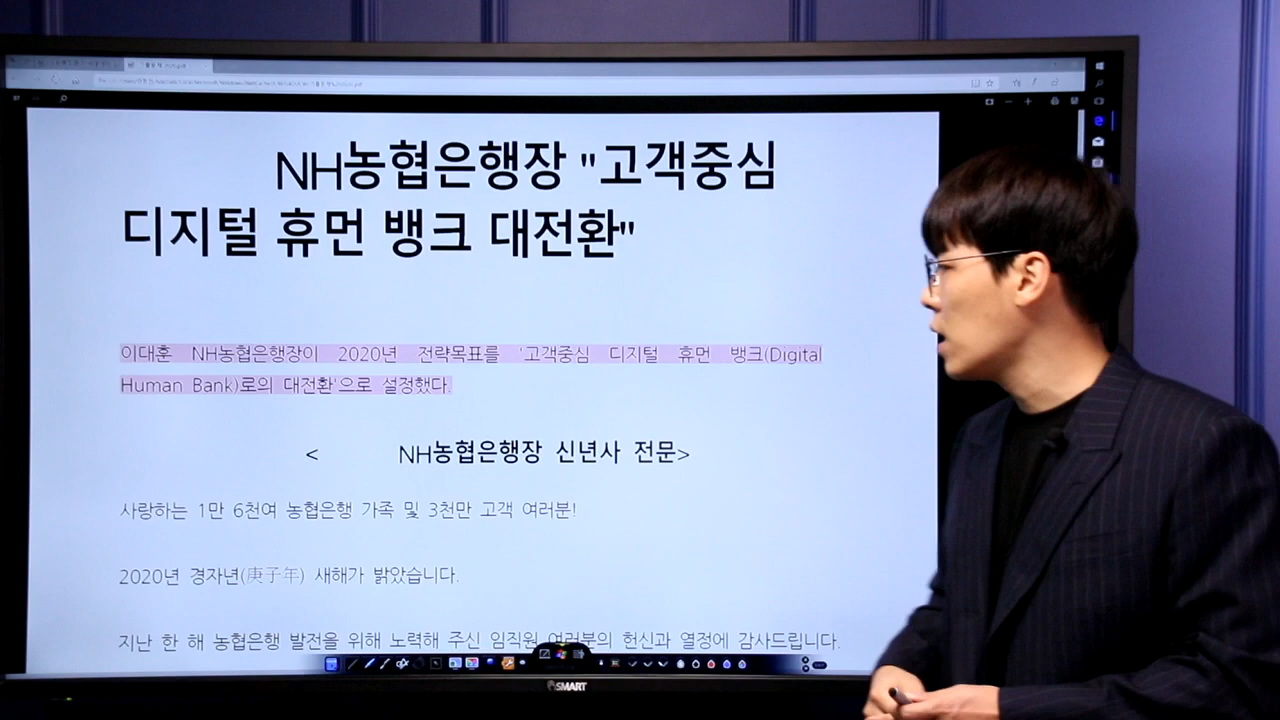 NH농협은행장 "고객중심
디지털 휴먼 뱅크 대전환"
이대훈 NH농협은행장이 2020년 전략목표를 '고객중심 디지털 휴먼 뱅크(Digital
Human Bank)로의 대전환'으로 설정했다.
< NH농협은행장 신년사 전문>
사랑하는 1만 6천여 농협은행 가족 및 3천만 고객 여러분!
2020년 경자년(庚子年) 새해가 밝았습니다.
지난 한 해 농협은행 발전을 위해 노력해 주신 임직원 여러분의 헌신과 열정에 감사드립니다.
SMART